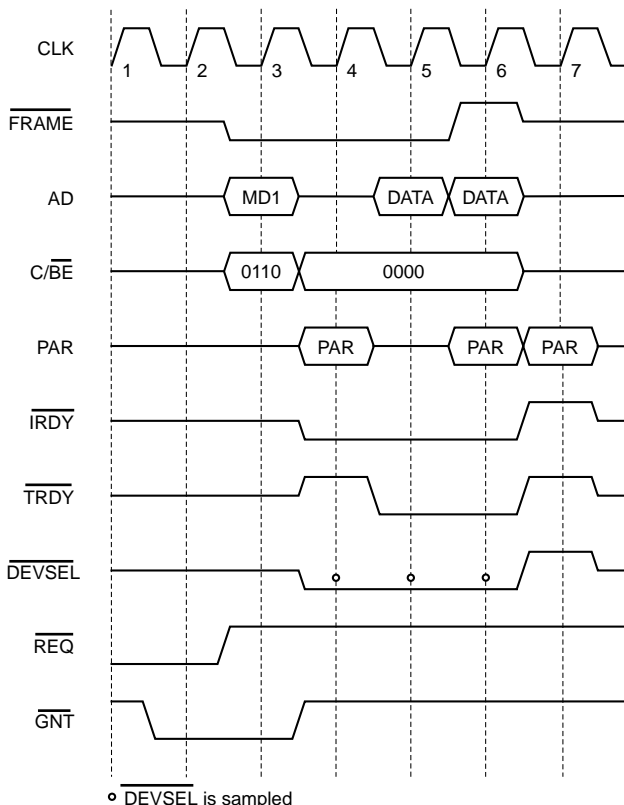 CLK
1 2 3 4 5 6 7
FRAME
AD MD1 DATA DATA
C/BE 0110 0000
PAR PAR PAR PAR
IRDY
TRDY
DEVSEL
REQ
GNT
DEVSEL is sampled